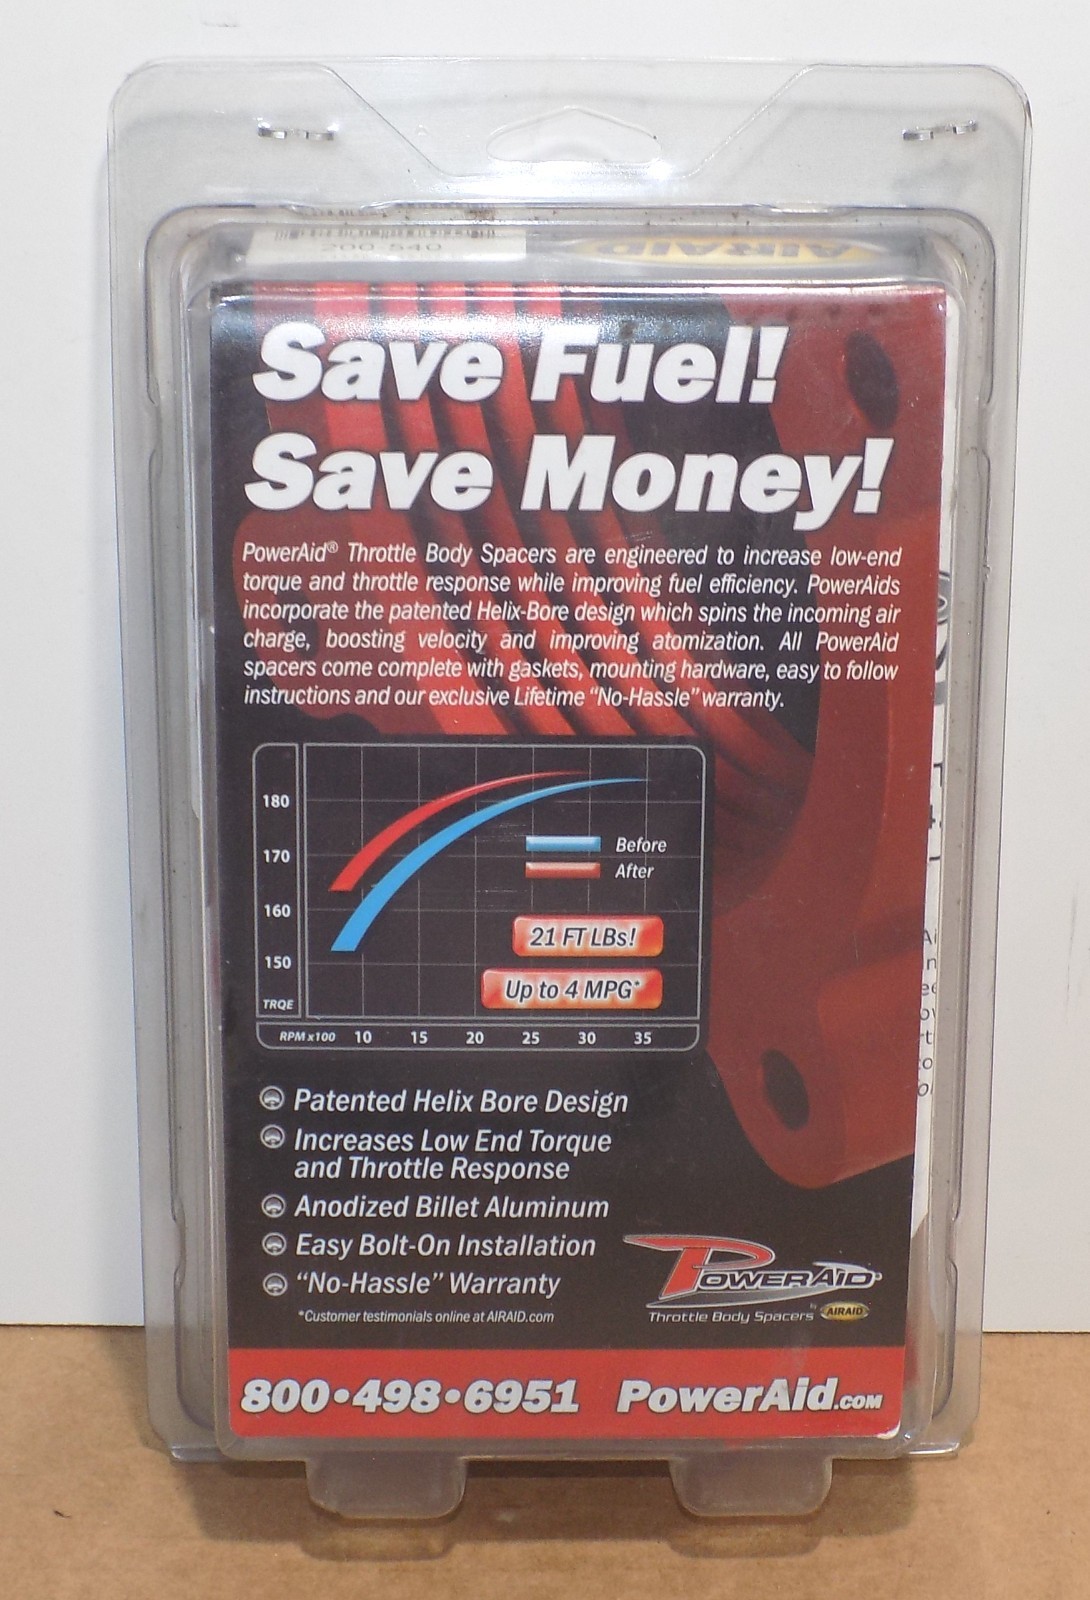 200-540
AIRAID
Save Fuel!
Save Money!
PowerAid® Throttle Body Spacers are engineered to increase low-end
torque and throttle response while improving fuel efficiency. PowerAids
incorporate the patented Helix-Bore design which spins the incoming air
charge, boosting velocity and improving atomization. All PowerAid
spacers come complete with gaskets, mounting hardware, easy to follow
instructions and our exclusive Lifetime "No-Hassle" warranty.
180
170
160
150
TRQE
Before
After
21 FT LBs!
Up to 4 MPG*
RPM x100 10 15 20 25 30 35
Patented Helix Bore Design
Increases Low End Torque
and Throttle Response
Anodized Billet Aluminum
Easy Bolt-On Installation
"No-Hassle" Warranty
*Customer testimonials online at AIRAID.com
POWERAID®
Throttle Body Spacers by AIRAID
800•498•6951 PowerAid.COM